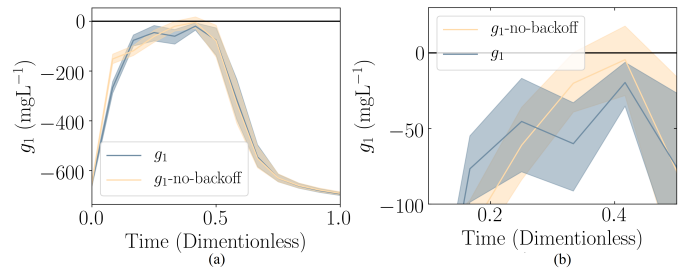 0
−200
−400
−600
g₁ (mgL⁻¹)
g₁
g₁-no-backoff
0.0
0.5
1.0
Time (Dimentionless)
(a)
0
−50
−100
g₁ (mgL⁻¹)
g₁-no-backoff
g₁
0.2
0.4
Time (Dimentionless)
(b)